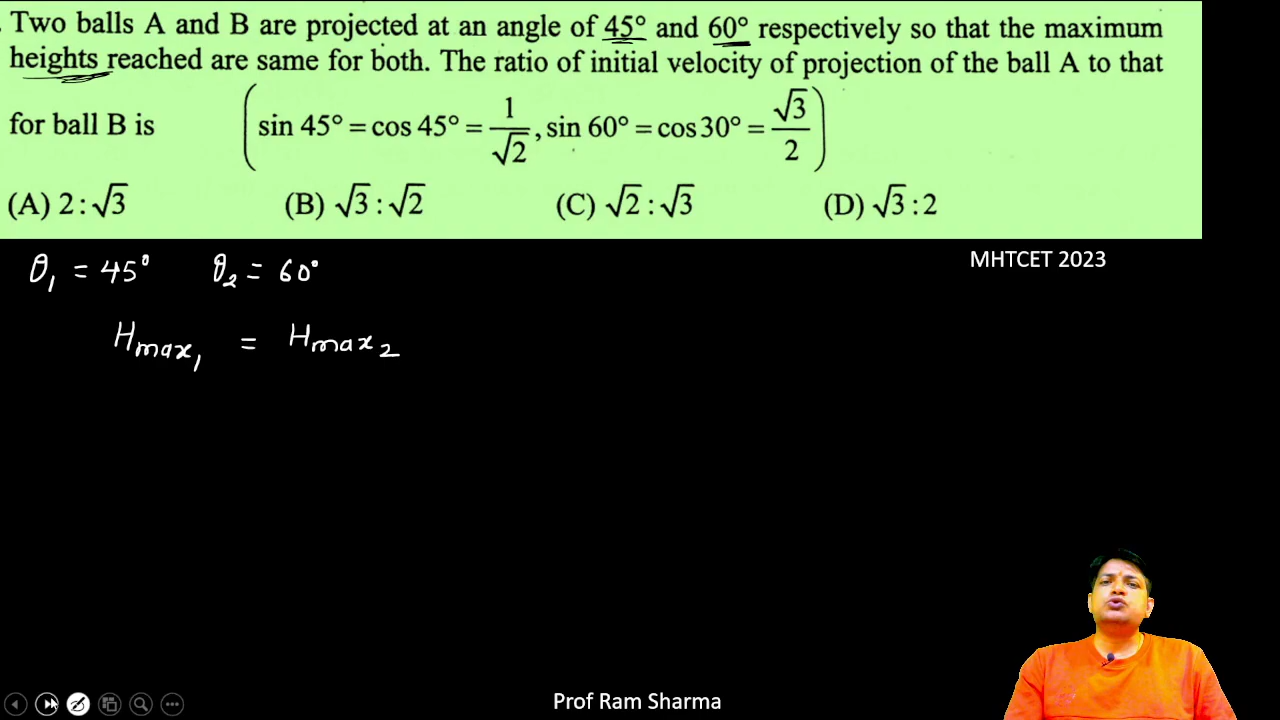 Two balls A and B are projected at an angle of 45° and 60° respectively so that the maximum
heights reached are same for both. The ratio of initial velocity of projection of the ball A to that
for ball B is (sin 45° = cos 45° = 1/√2, sin 60° = cos 30° = √3/2)
(A) 2 : √3 (B) √3 : √2 (C) √2 : √3 (D) √3 : 2
MHTCET 2023
θ₁ = 45° θ₂ = 60°
Hmax₁ = Hmax₂
Prof Ram Sharma